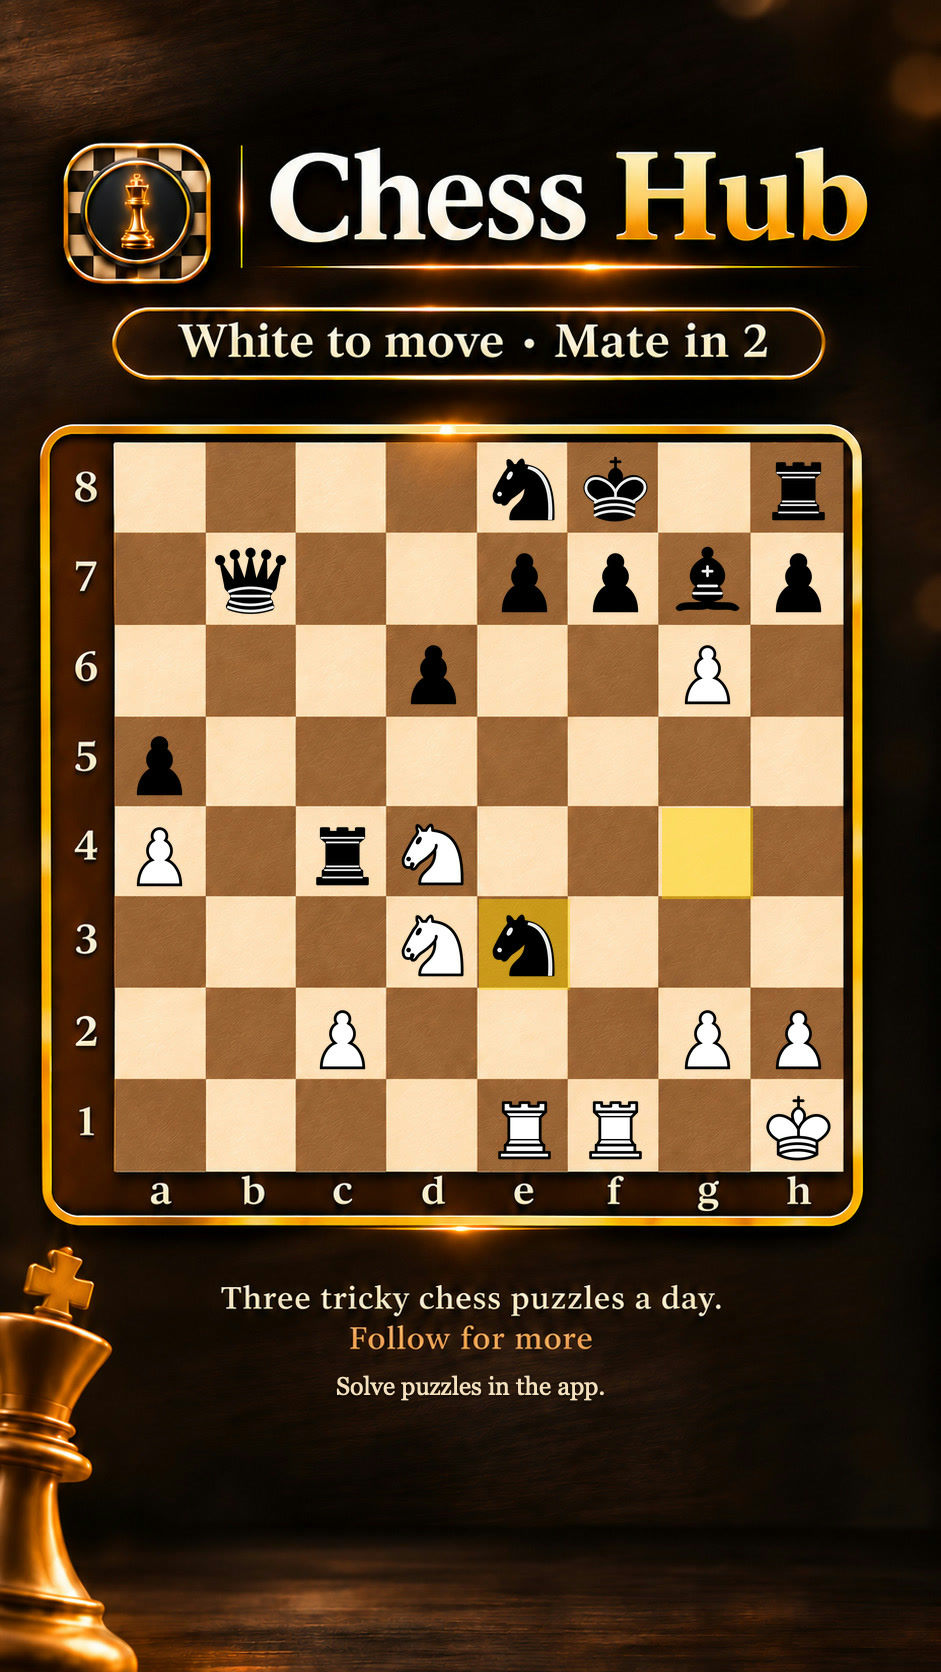 Chess Hub
White to move • Mate in 2
8
7
6
5
4
3
2
1
a b c d e f g h
Three tricky chess puzzles a day.
Follow for more
Solve puzzles in the app.